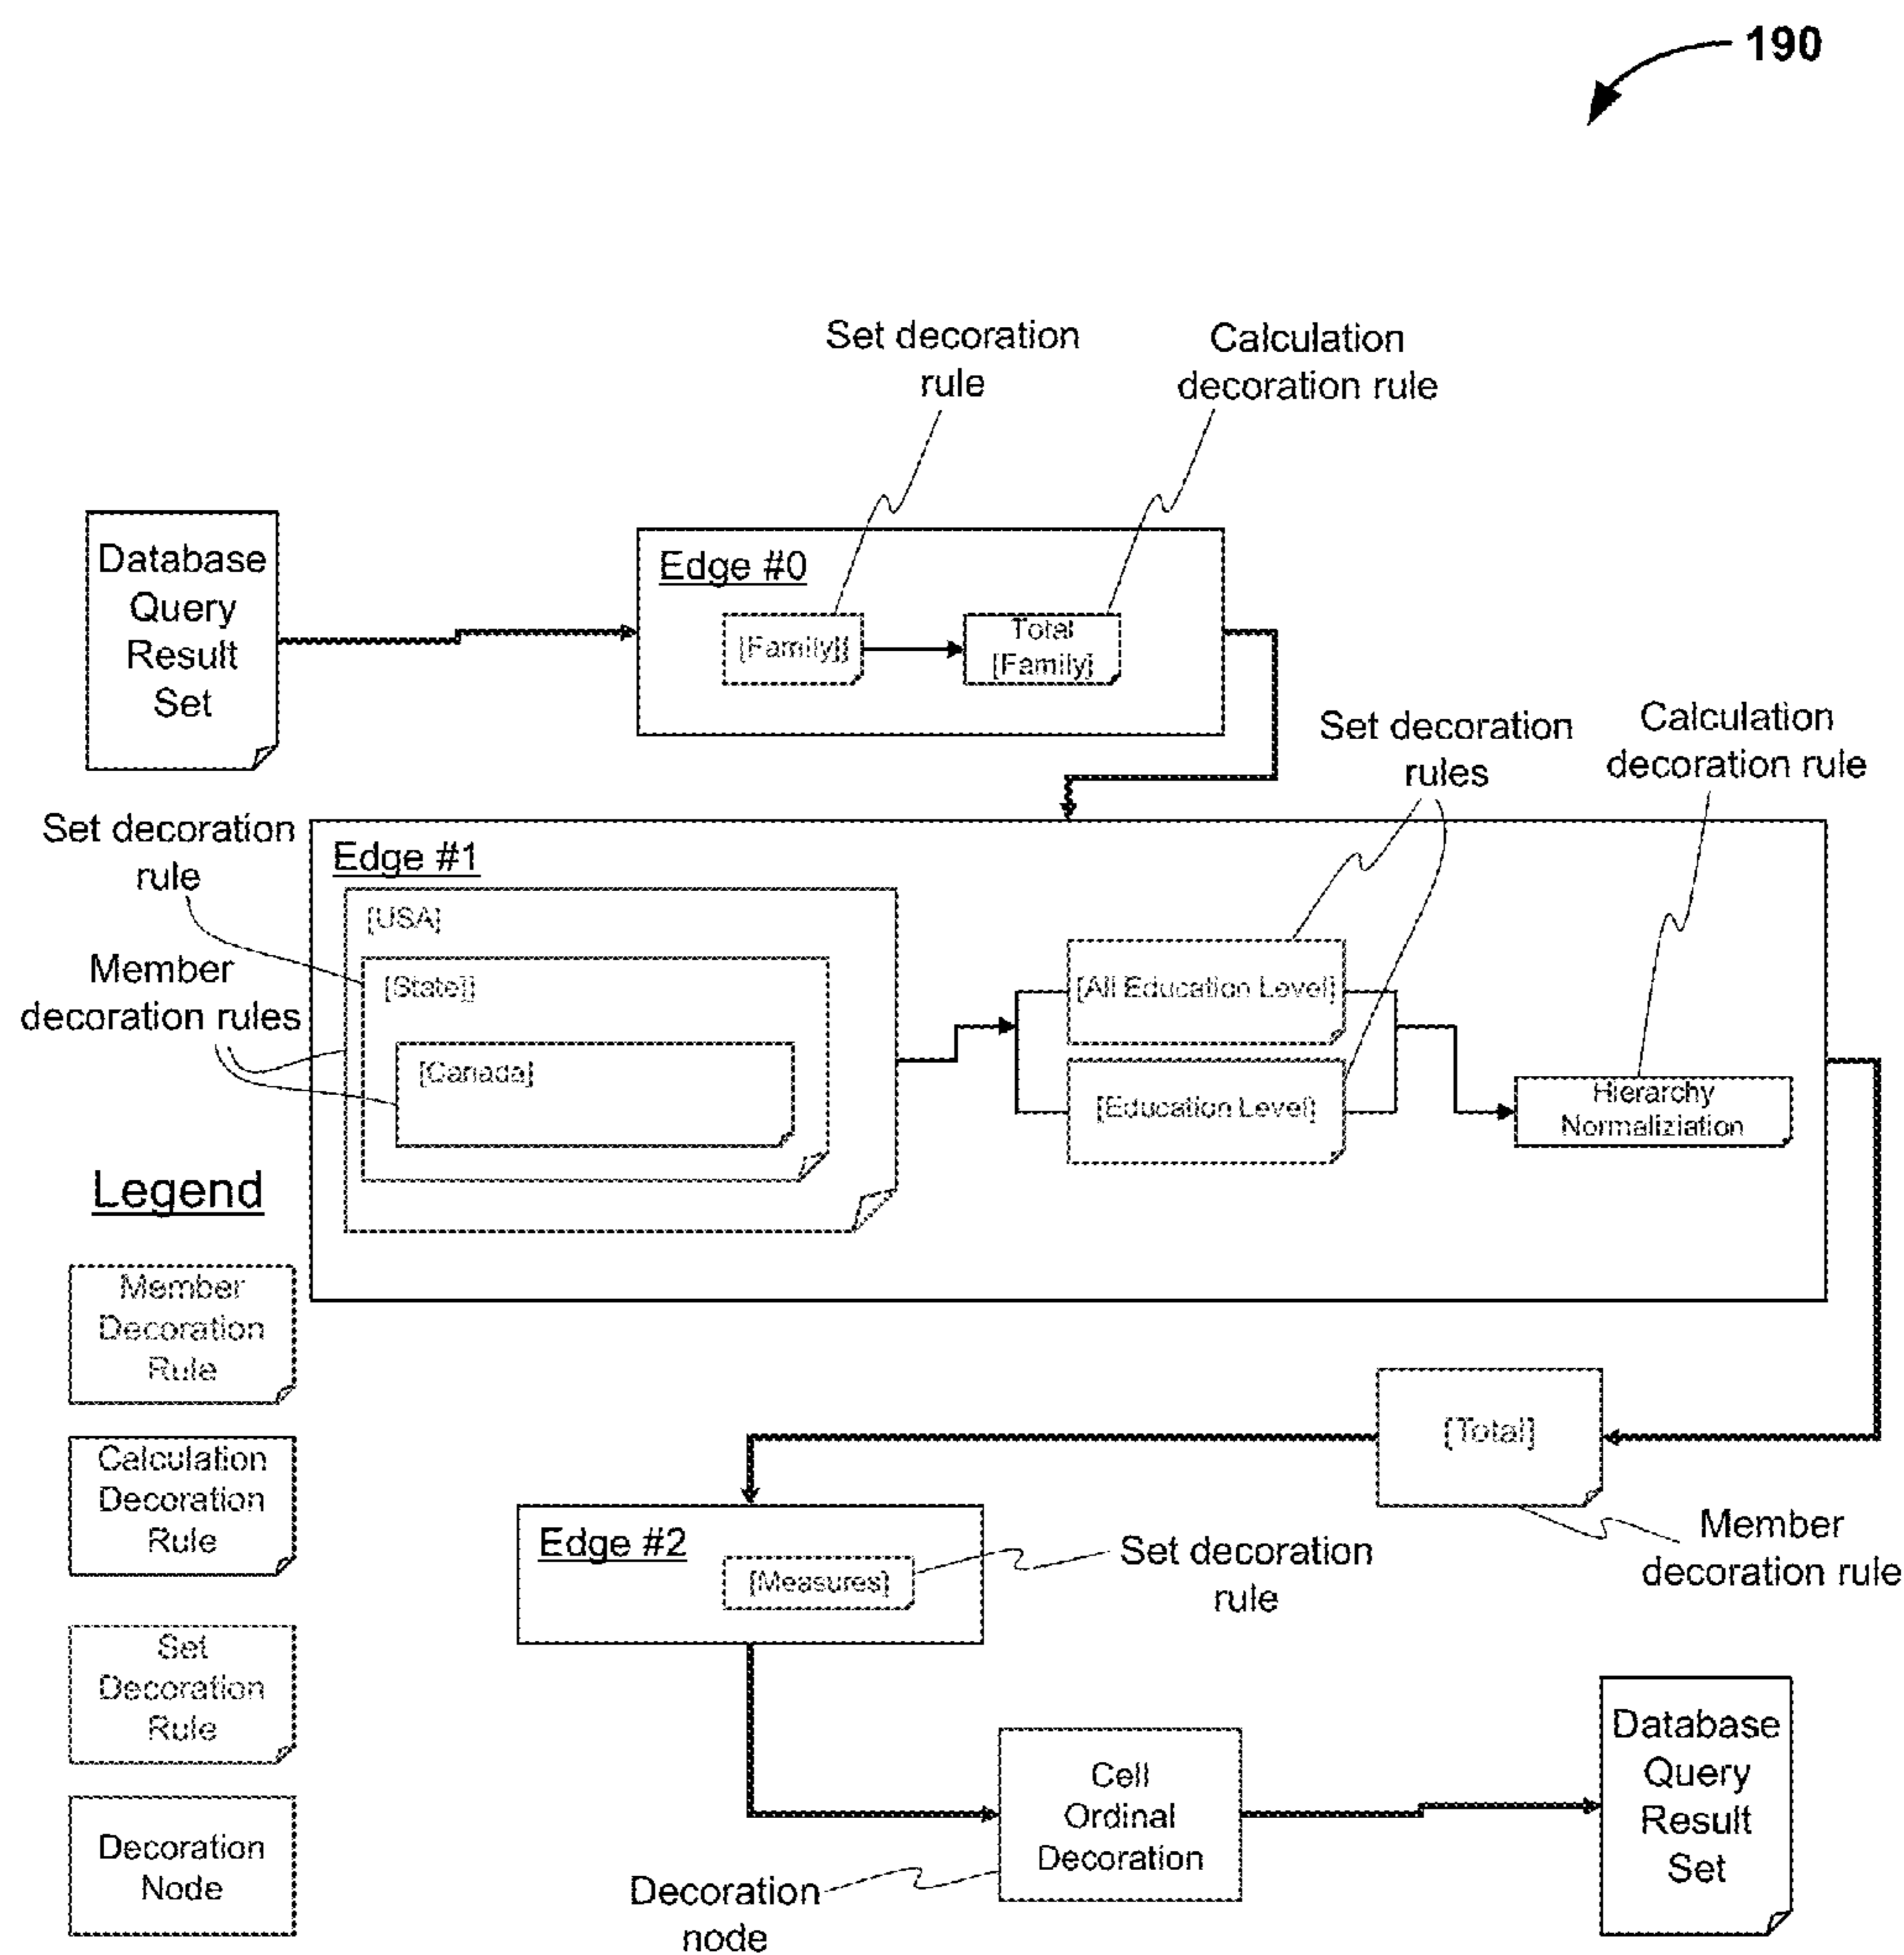 190
Set decoration
rule
Calculation
decoration rule
Database
Query
Result
Set
Edge #0
[Family]]
Total
[Family]
Set decoration
rules
Calculation
decoration rule
Set decoration
rule
Member
decoration rules
Edge #1
[USA]
[State]]
[Canada]
[All Education Level]
[Education Level]
Hierarchy
Normaliziation
Legend
Member
Decoration
Rule
Calculation
Decoration
Rule
Set
Decoration
Rule
Decoration
Node
[Total]
Member
decoration rule
Edge #2
[Measures]
Set decoration
rule
Cell
Ordinal
Decoration
Decoration
node
Database
Query
Result
Set